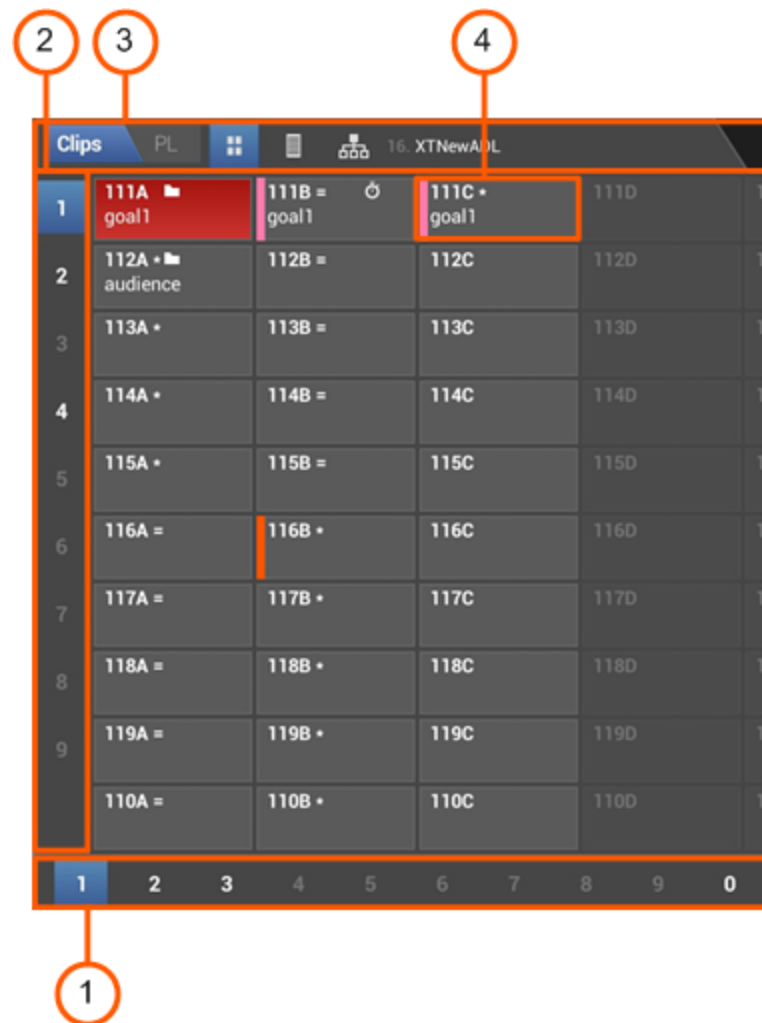 2 3 4
Clips PL 16. XTNewADL
1 111A 111B = 111C * 111D
goal1 goal1 goal1
2 112A * 112B = 112C 112D
audience
3 113A * 113B = 113C 113D
4 114A * 114B = 114C 114D
5 115A * 115B = 115C 115D
6 116A = 116B * 116C 116D
7 117A = 117B * 117C 117D
8 118A = 118B * 118C 118D
9 119A = 119B * 119C 119D
110A = 110B * 110C 110D
1 2 3 4 5 6 7 8 9 0
1